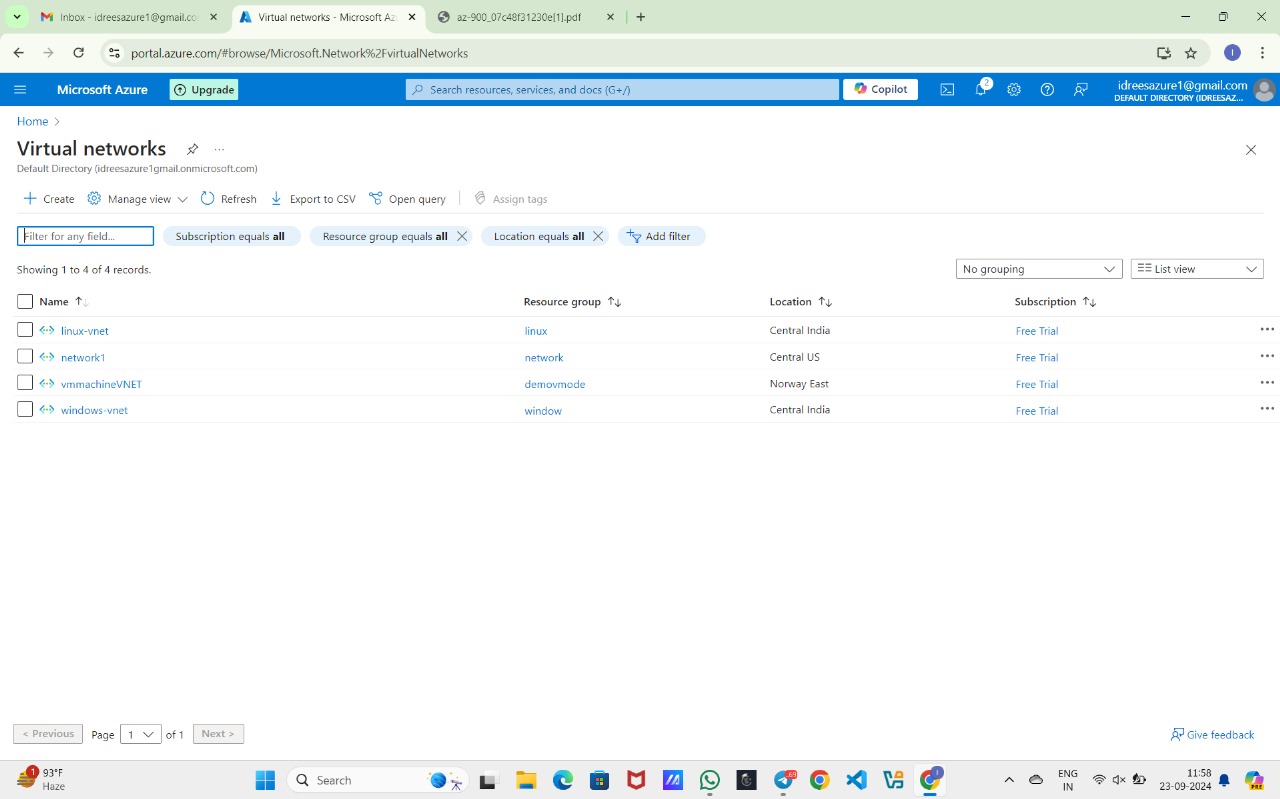 Inbox - idreesazure1@gmail.co
Virtual networks - Microsoft Az
az-900_07c48f31230e[1].pdf
portal.azure.com/#browse/Microsoft.Network%2FvirtualNetworks
I
Microsoft Azure
Upgrade
Search resources, services, and docs (G+/)
Copilot
2
idreesazure1@gmail.com
DEFAULT DIRECTORY (IDREESAZ...
Home
Virtual networks
Default Directory (idreesazure1gmail.onmicrosoft.com)
Create
Manage view
Refresh
Export to CSV
Open query
Assign tags
Filter for any field...
Subscription equals all
Resource group equals all
Location equals all
Add filter
Showing 1 to 4 of 4 records.
No grouping
List view
Name Resource group Location Subscription
linux-vnet linux Central India Free Trial
network1 network Central US Free Trial
vmmachineVNET demovmode Norway East Free Trial
windows-vnet window Central India Free Trial
< Previous Page 1 of 1 Next >
Give feedback
1
93°F
Haze
Search
69
ENG
IN
11:58
23-09-2024
PRE